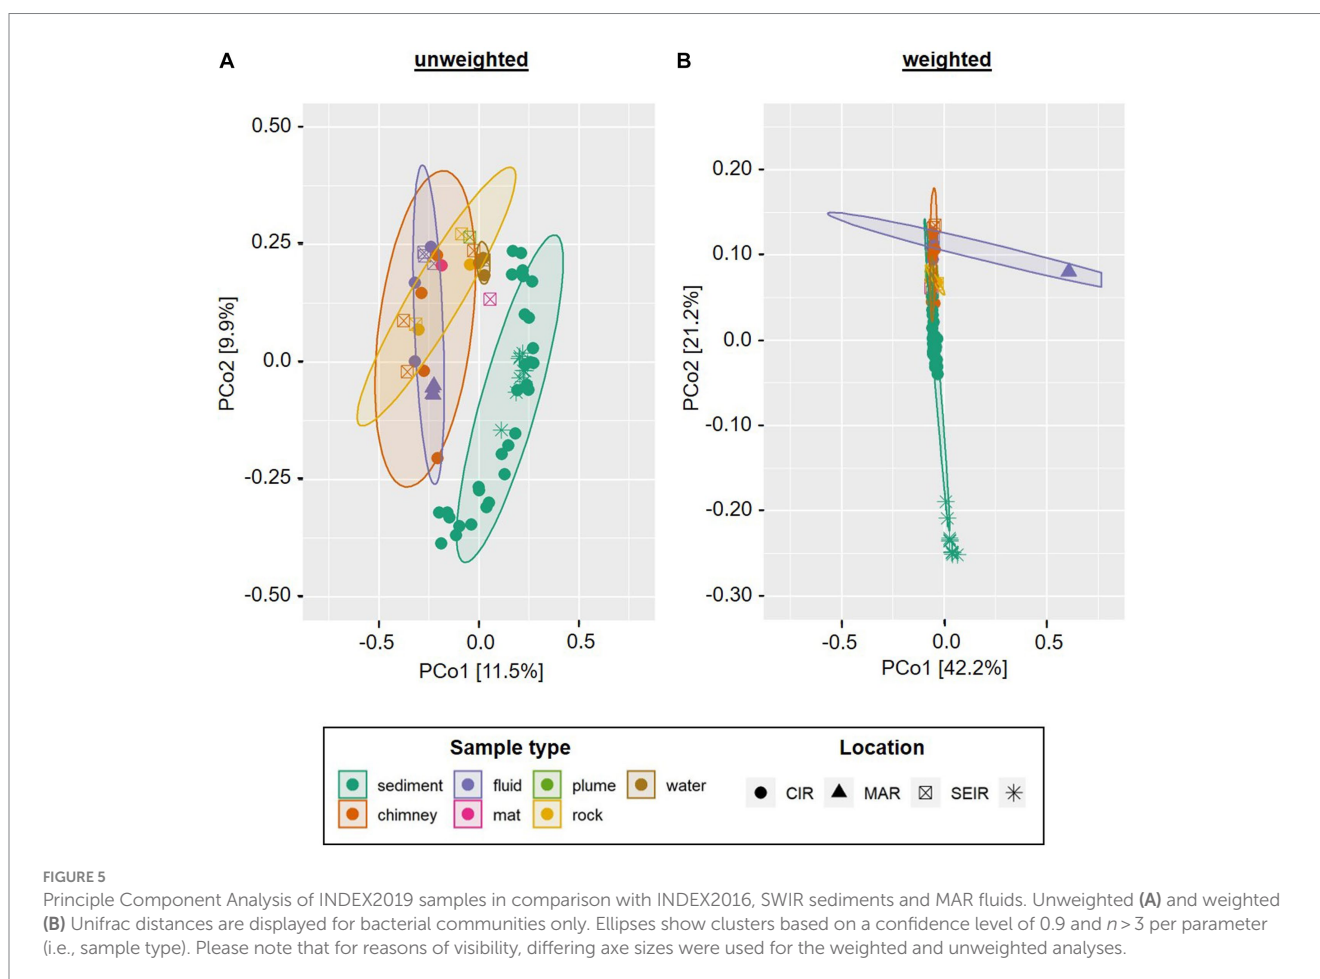 A
unweighted
B
weighted
0.50
0.25
0.0
-0.25
-0.50
PCo2 [9.9%]
-0.5
0.0
0.5
PCo1 [11.5%]
0.20
0.10
0.0
-0.10
-0.20
-0.30
PCo2 [21.2%]
-0.5
0.0
0.5
PCo1 [42.2%]
Sample type
sediment
fluid
plume
water
chimney
mat
rock
Location
CIR
MAR
SEIR
FIGURE 5
Principle Component Analysis of INDEX2019 samples in comparison with INDEX2016, SWIR sediments and MAR fluids. Unweighted (A) and weighted
(B) Unifrac distances are displayed for bacterial communities only. Ellipses show clusters based on a confidence level of 0.9 and n > 3 per parameter
(i.e., sample type). Please note that for reasons of visibility, differing axe sizes were used for the weighted and unweighted analyses.